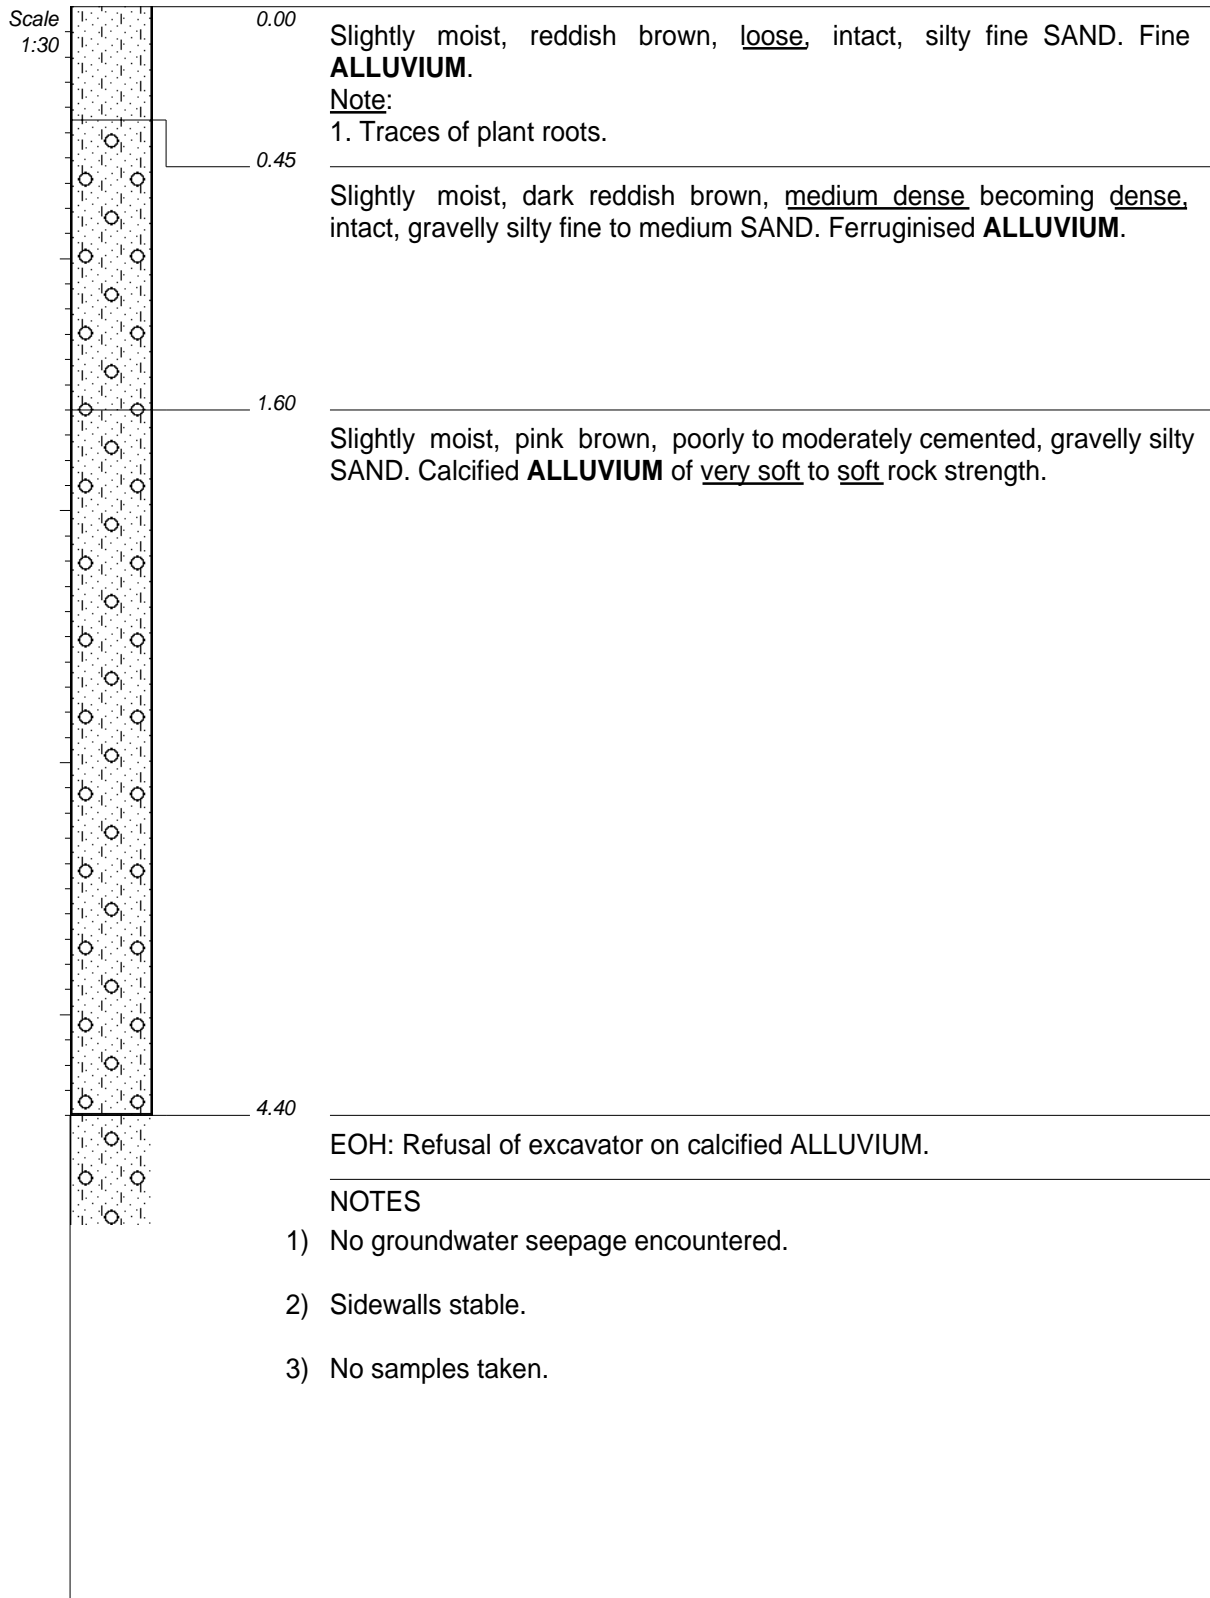 Scale
1:30
0.00
Slightly moist, reddish brown, loose, intact, silty fine SAND. Fine
ALLUVIUM.
Note:
1. Traces of plant roots.
0.45
Slightly moist, dark reddish brown, medium dense becoming dense,
intact, gravelly silty fine to medium SAND. Ferruginised ALLUVIUM.
1.60
Slightly moist, pink brown, poorly to moderately cemented, gravelly silty
SAND. Calcified ALLUVIUM of very soft to soft rock strength.
4.40
EOH: Refusal of excavator on calcified ALLUVIUM.
NOTES
1) No groundwater seepage encountered.
2) Sidewalls stable.
3) No samples taken.